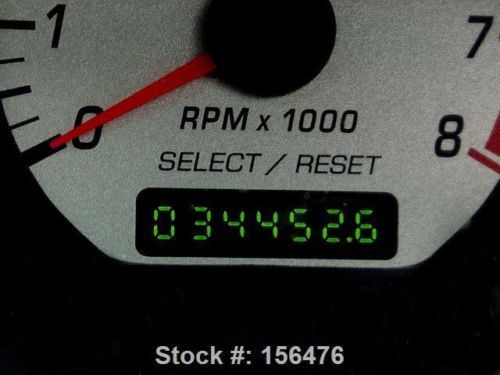 1
7
0
RPM x 1000
8
SELECT / RESET
034452.6
Stock #: 156476